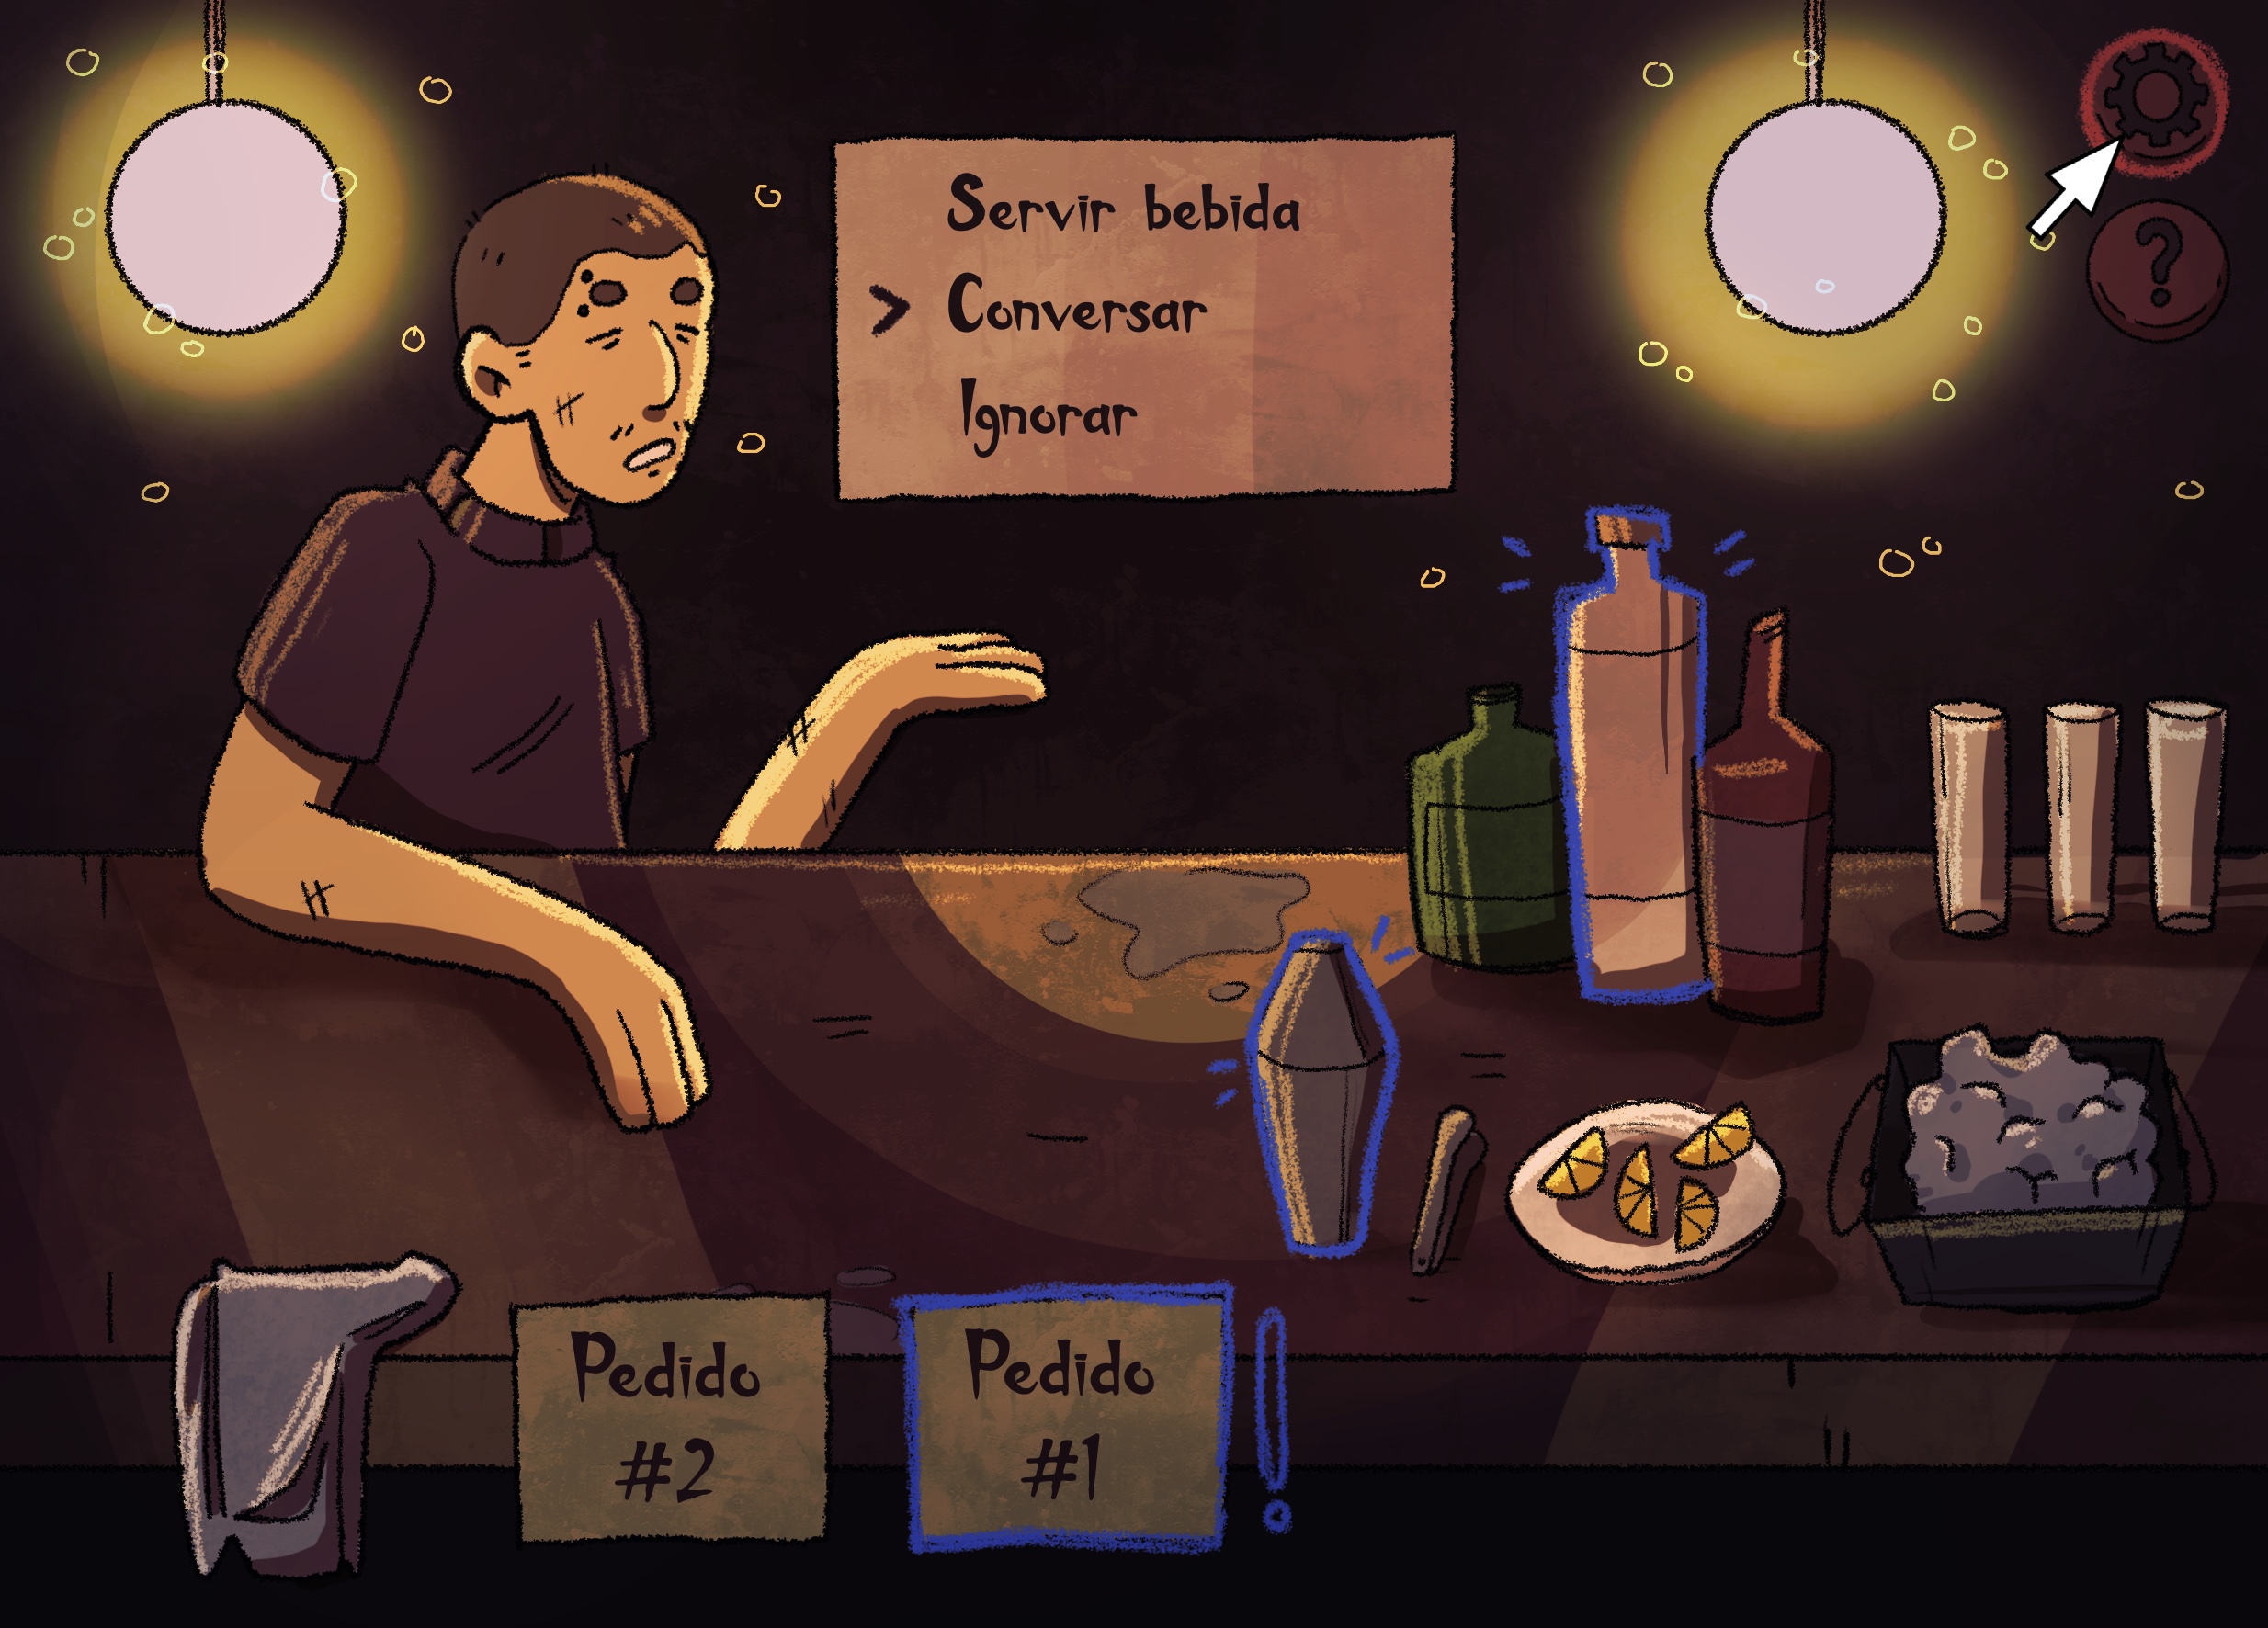 Servir bebida
> Conversar
Ignorar
?
Pedido
#2
Pedido
#1
!